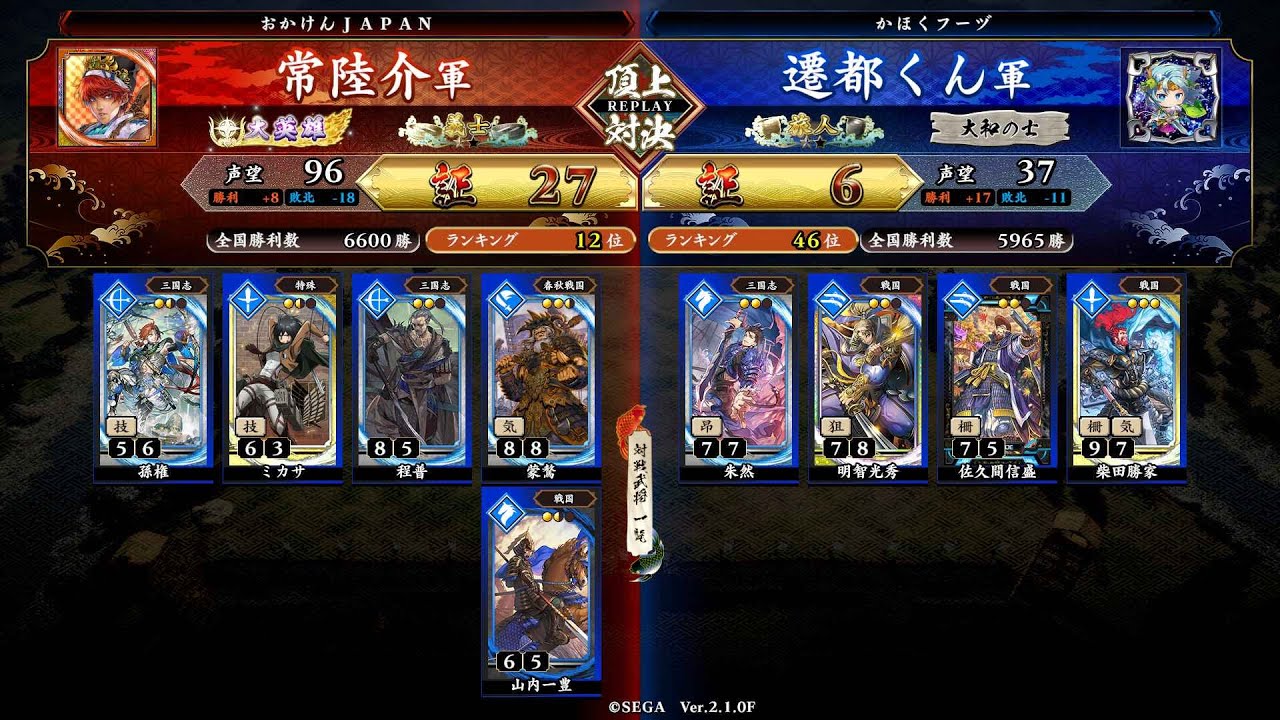 おかけんJAPAN
かほくフーヅ
常陸介軍
頂上
REPLAY
対決
遷都くん軍
大英雄
義士
旅人
大和の士
声望 96
勝利 +8 敗北 -18
証 27
証 6
声望 37
勝利 +17 敗北 -11
全国勝利数 6600勝
ランキング 12位
ランキング 46位
全国勝利数 5965勝
三国志
技
5 6
孫権
特殊
技
6 3
ミカサ
三国志
8 5
程普
春秋戦国
気
8 8
蒙驁
三国志
昂
7 7
朱然
戦国
狙
7 8
明智光秀
戦国
柵
7 5
佐久間信盛
戦国
柵 気
9 7
柴田勝家
対戦武将一覧
戦国
6 5
山内一豊
©SEGA Ver.2.1.0F